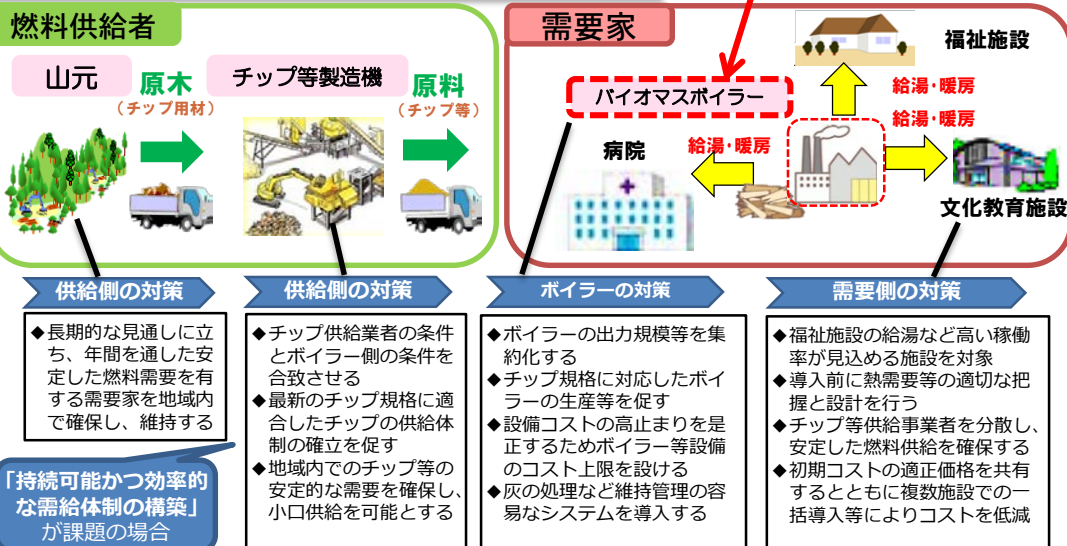 燃料供給者
山元
原木
（チップ用材）
チップ等製造機
原料
（チップ等）
需要家
バイオマスボイラー
福祉施設
給湯・暖房
給湯・暖房
病院
給湯・暖房
文化教育施設
供給側の対策
◆長期的な見通しに立
ち、年間を通した安
定した燃料需要を有
する需要家を地域内
で確保し、維持する
「持続可能かつ効率的
な需給体制の構築」
が課題の場合
供給側の対策
◆チップ供給業者の条件
とボイラー側の条件を
合致させる
◆最新のチップ規格に適
合したチップの供給体
制の確立を促す
◆地域内でのチップ等の
安定的な需要を確保し、
小口供給を可能とする
ボイラーの対策
◆ボイラーの出力規模等を集
約化する
◆チップ規格に対応したボイ
ラーの生産等を促す
◆設備コストの高止まりを是
正するためボイラー等設備
のコスト上限を設ける
◆灰の処理など維持管理の容
易なシステムを導入する
需要側の対策
◆福祉施設の給湯など高い稼働
率が見込める施設を対象
◆導入前に熱需要等の適切な把
握と設計を行う
◆チップ等供給事業者を分散し、
安定した燃料供給を確保する
◆初期コストの適正価格を共有
するとともに複数施設での一
括導入等によりコストを低減